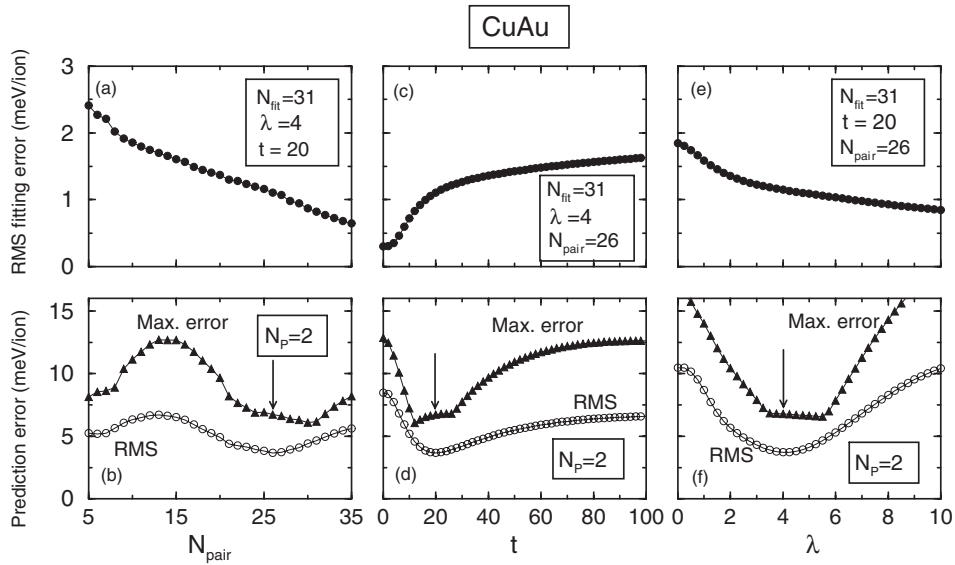 CuAu
RMS fitting error (meV/ion)
3
2
1
0
(a)
N_fit=31
λ =4
t = 20
(c)
N_fit=31
λ =4
N_pair=26
(e)
N_fit=31
t = 20
N_pair=26
Prediction error (meV/ion)
15
10
5
0
Max. error
N_P=2
RMS
(b)
5 15 25 35
N_pair
Max. error
RMS
(d)
N_P=2
0 20 40 60 80 100
t
Max. error
RMS
(f)
N_P=2
0 2 4 6 8 10
λ